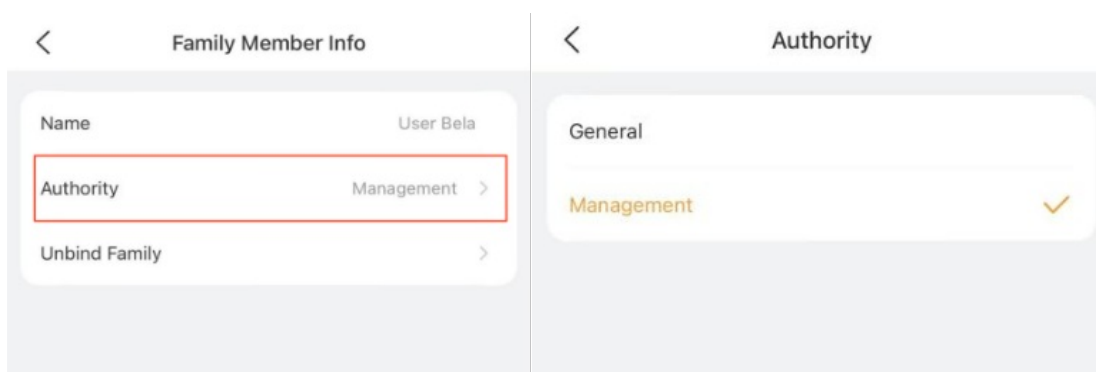 Family Member Info
Name User Bela
Authority Management
Unbind Family
Authority
General
Management